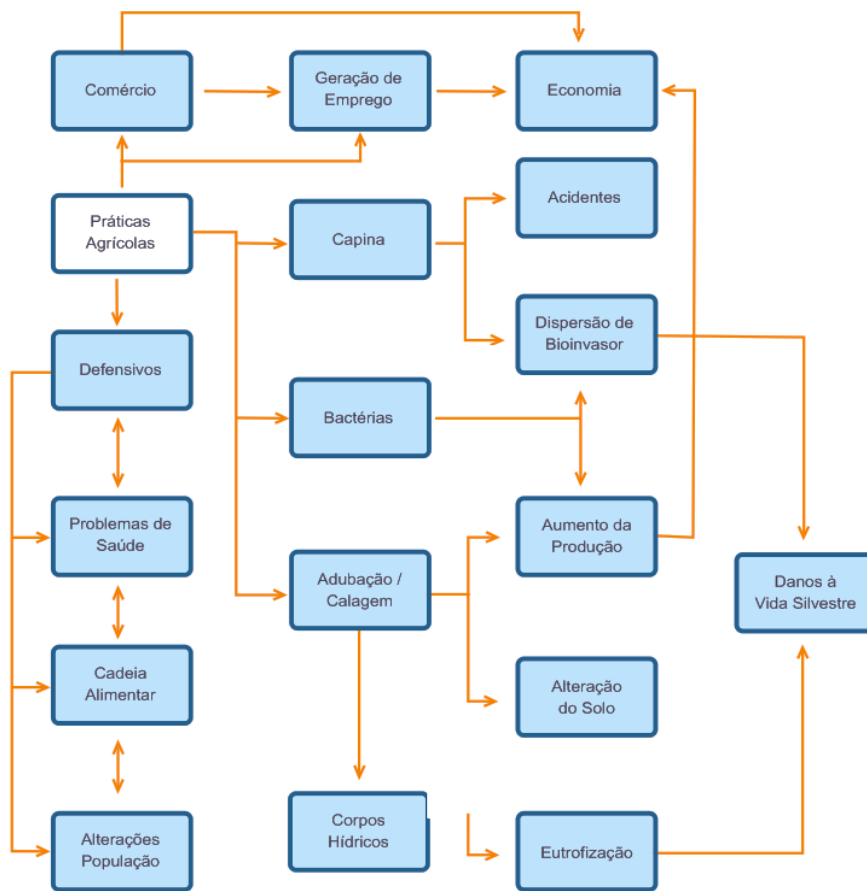 Comércio
Geração de
Emprego
Economia
Práticas
Agrícolas
Capina
Acidentes
Defensivos
Dispersão de
Bioinvasor
Bactérias
Problemas de
Saúde
Adubação /
Calagem
Aumento da
Produção
Danos à
Vida Silvestre
Cadeia
Alimentar
Alteração
do Solo
Alterações
População
Corpos
Hídricos
Eutrofização